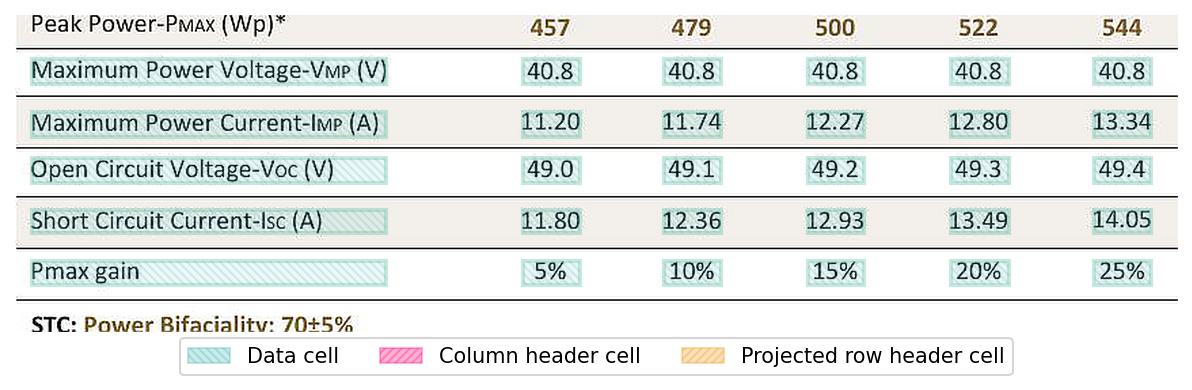 Peak Power-PMAX (Wp)* 457 479 500 522 544
Maximum Power Voltage-VMP (V) 40.8 40.8 40.8 40.8 40.8
Maximum Power Current-IMP (A) 11.20 11.74 12.27 12.80 13.34
Open Circuit Voltage-VOC (V) 49.0 49.1 49.2 49.3 49.4
Short Circuit Current-ISC (A) 11.80 12.36 12.93 13.49 14.05
Pmax gain 5% 10% 15% 20% 25%
STC: Power Bifaciality: 70±5%
Data cell Column header cell Projected row header cell